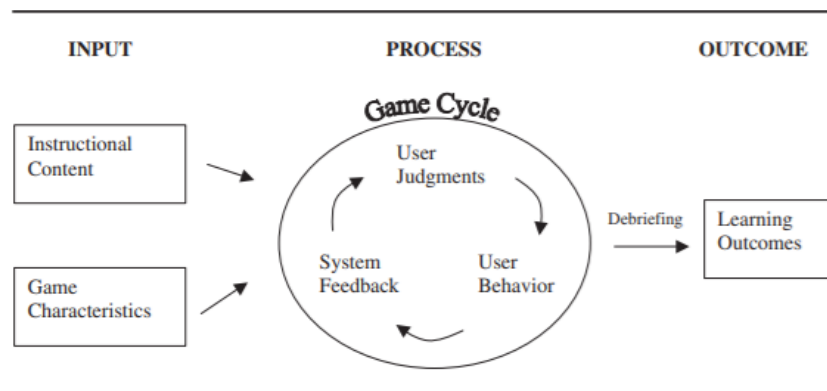 INPUT
PROCESS
OUTCOME
Game Cycle
Instructional
Content
Game
Characteristics
User
Judgments
System
Feedback
User
Behavior
Debriefing
Learning
Outcomes